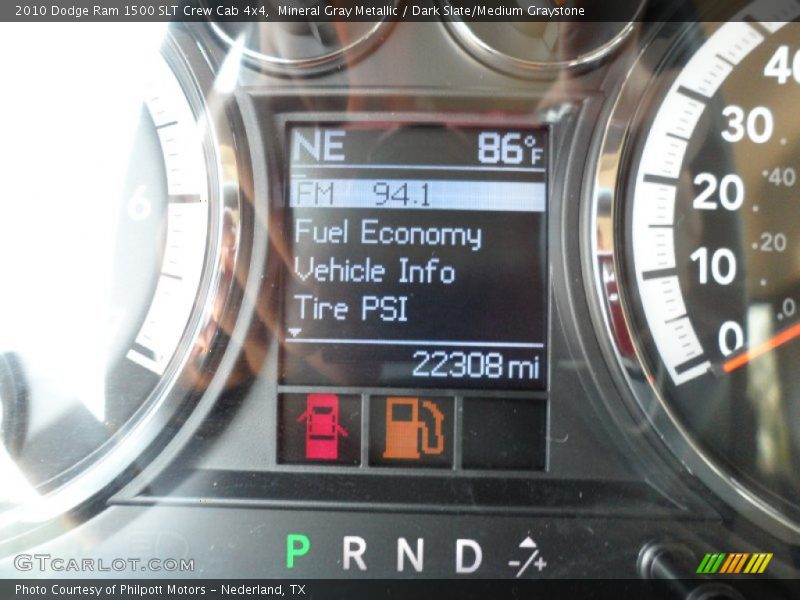 2010 Dodge Ram 1500 SLT Crew Cab 4x4, Mineral Gray Metallic / Dark Slate/Medium Graystone
NE 86°F
FM 94.1
Fuel Economy
Vehicle Info
Tire PSI
22308 mi
6
40
30
20
10
0
40
20
0
P R N D -/+
GTCARLOT.COM
Photo Courtesy of Philpott Motors - Nederland, TX